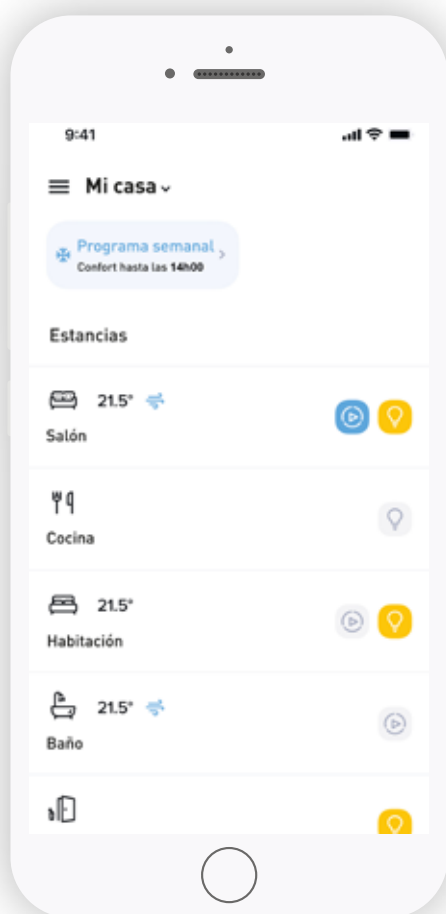 9:41
Mi casa
Programa semanal
Confort hasta las 14h00
Estancias
21.5°
Salón
Cocina
21.5°
Habitación
21.5°
Baño